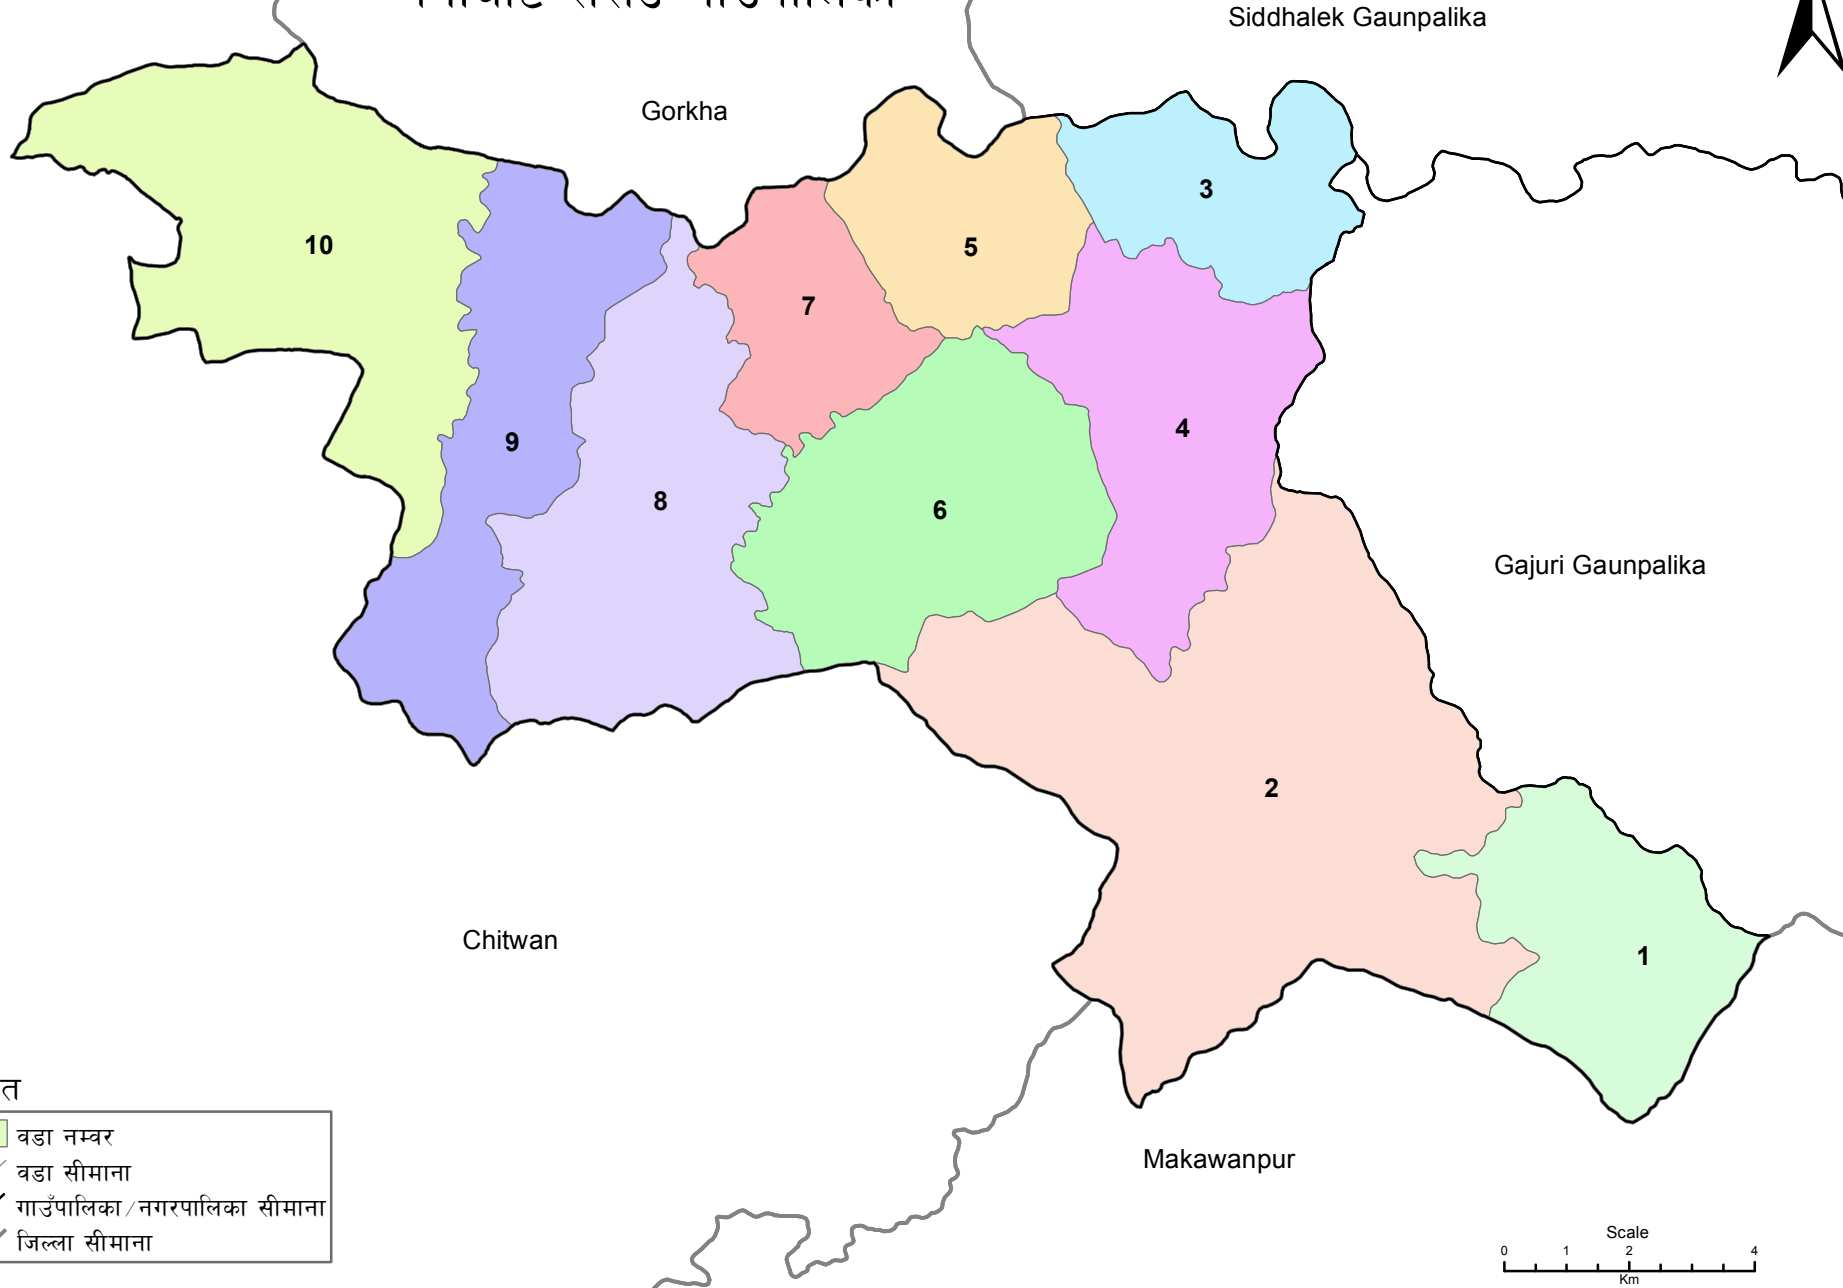 Siddhalek Gaunpalika
Gorkha
3
10
5
7
4
9
8
6
Gajuri Gaunpalika
2
Chitwan
1
वडा नम्वर
वडा सीमाना
गाउँपालिका/नगरपालिका सीमाना
जिल्ला सीमाना
Makawanpur
Scale
0 1 2 4
Km